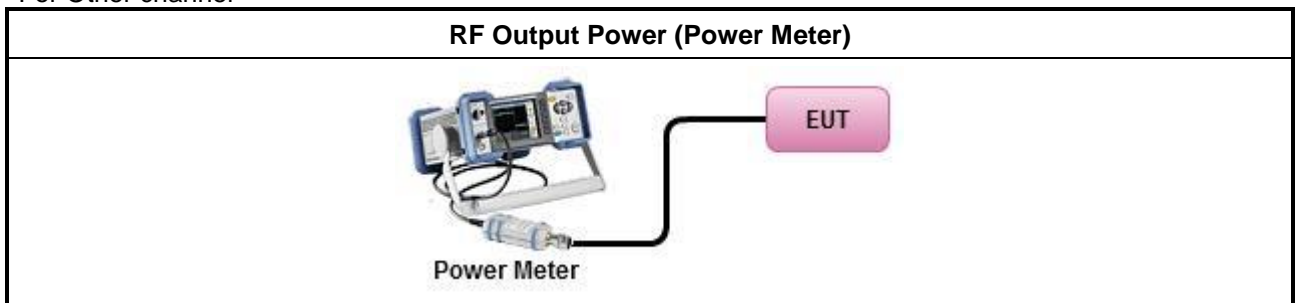 For Other channel
RF Output Power (Power Meter)
EUT
Power Meter